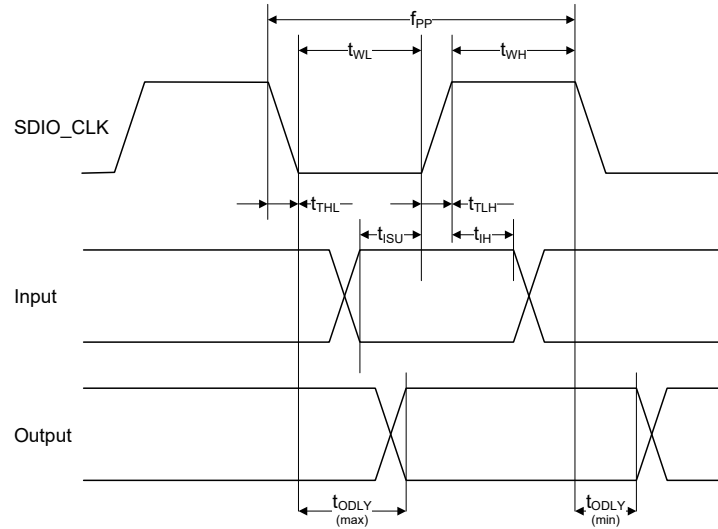 fPP
tWL
tWH
SDIO_CLK
tTHL
tTLH
tISU
tIH
Input
Output
tODLY
(max)
tODLY
(min)